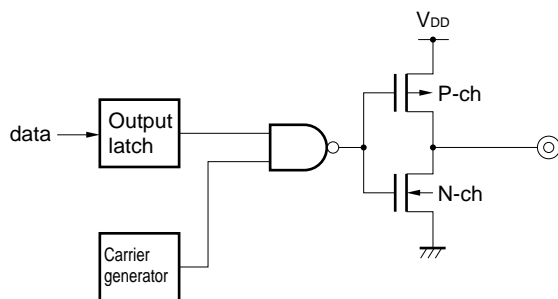 VDD
P-ch
data
Output
latch
N-ch
Carrier
generator